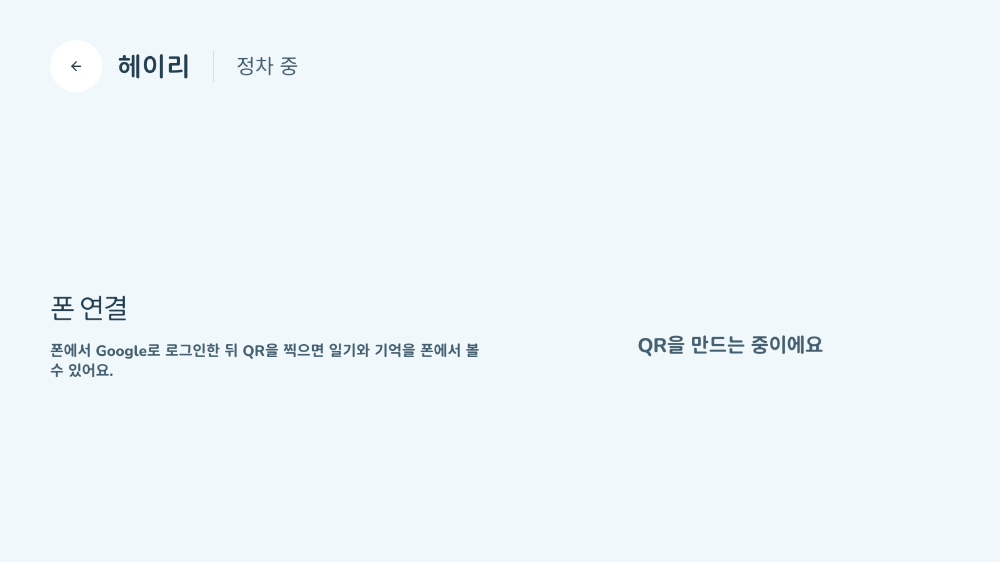 헤이리
정차 중
폰 연결
폰에서 Google로 로그인한 뒤 QR을 찍으면 일기와 기억을 폰에서 볼
수 있어요.
QR을 만드는 중이에요